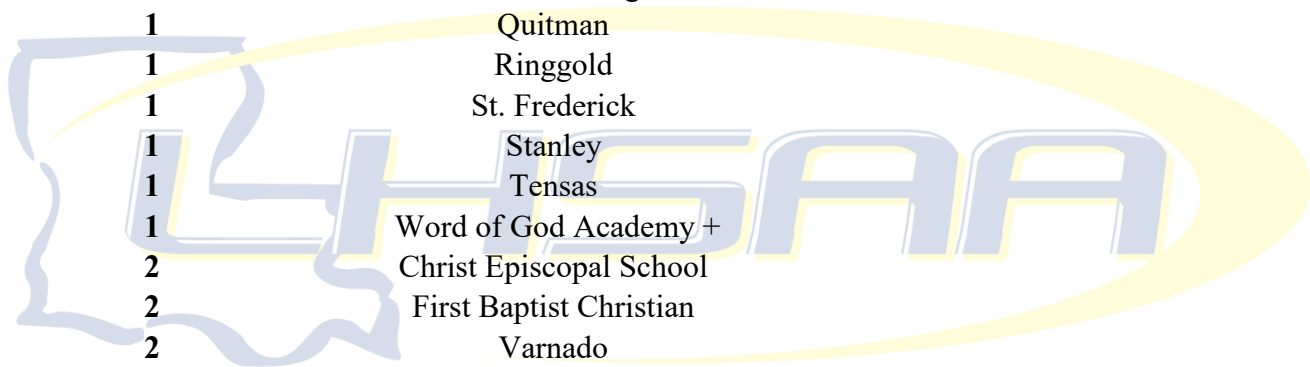 1 Quitman
1 Ringgold
1 St. Frederick
1 Stanley
1 Tensas
1 Word of God Academy +
2 Christ Episcopal School
2 First Baptist Christian
2 Varnado
LHSAA